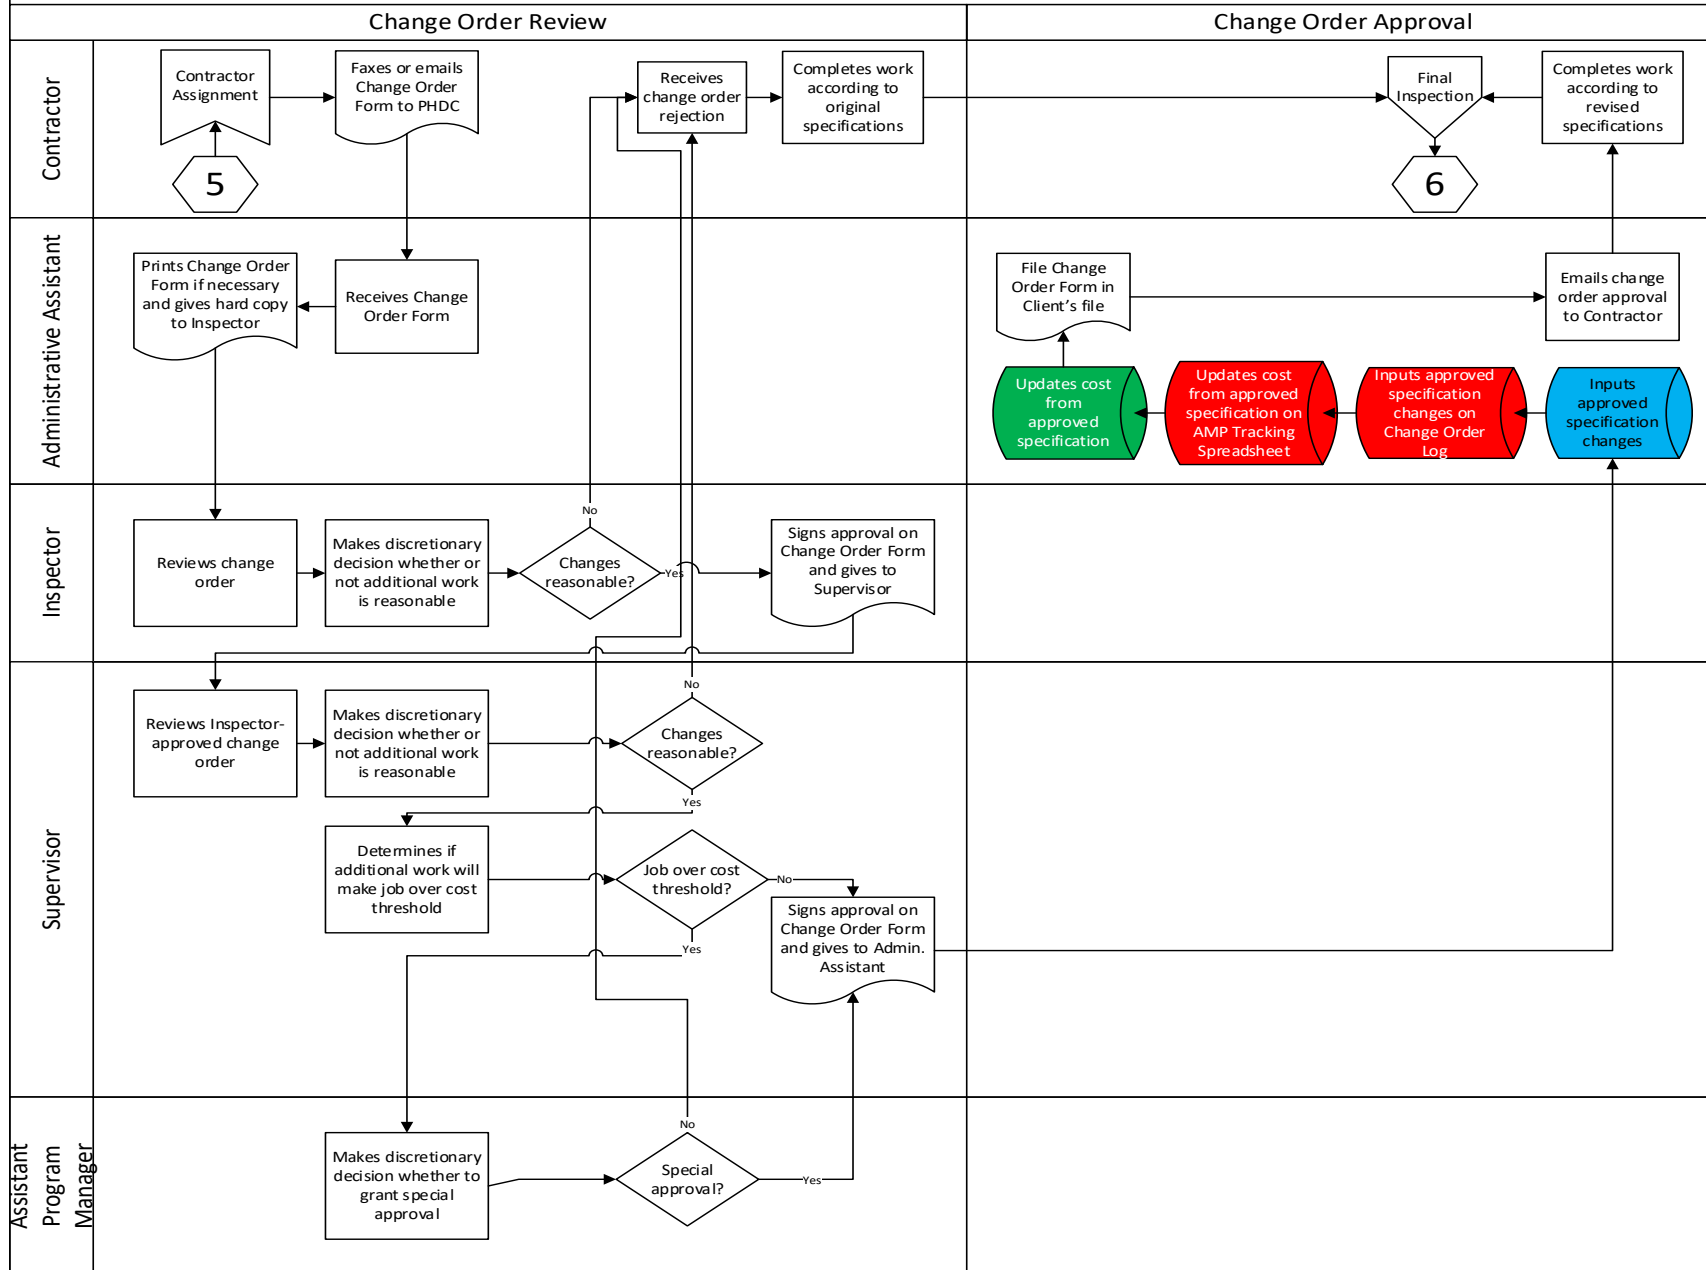 Change Order Review
Change Order Approval
Contractor
Contractor
Assignment
5
Faxes or emails
Change Order
Form to PHDC
Receives
change order
rejection
Completes work
according to
original
specifications
Final
Inspection
6
Completes work
according to
revised
specifications
Administrative Assistant
Prints Change Order
Form if necessary
and gives hard copy
to Inspector
Receives Change
Order Form
File Change
Order Form in
Client's file
Emails change
order approval
to Contractor
Updates cost
from
approved
specification
Updates cost
from approved
specification on
AMP Tracking
Spreadsheet
Inputs approved
specification
changes on
Change Order
Log
Inputs
approved
specification
changes
Inspector
Reviews change
order
Makes discretionary
decision whether or
not additional work
is reasonable
No
Changes
reasonable?
Yes
Signs approval on
Change Order Form
and gives to
Supervisor
Supervisor
Reviews Inspector-
approved change
order
Makes discretionary
decision whether or
not additional work
is reasonable
No
Changes
reasonable?
Yes
Determines if
additional work will
make job over cost
threshold
Job over cost
threshold?
No
Yes
Signs approval on
Change Order Form
and gives to Admin.
Assistant
Assistant
Program
Manager
Makes discretionary
decision whether to
grant special
approval
No
Special
approval?
Yes